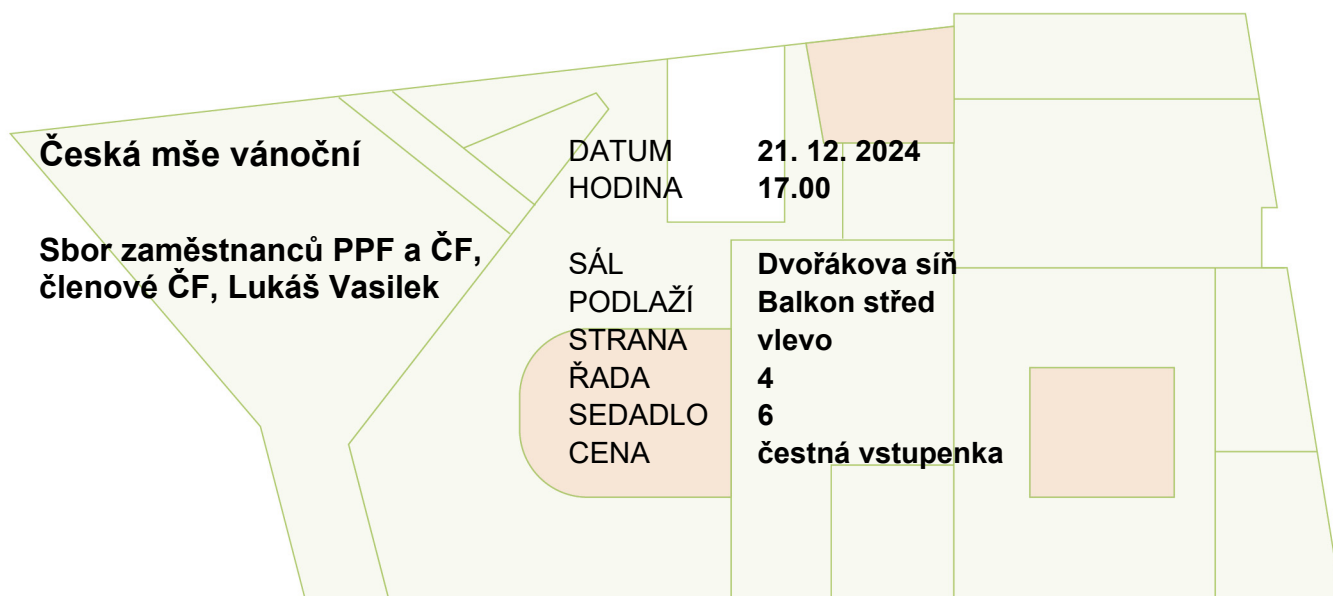 Česká mše vánoční
Sbor zaměstnanců PPF a ČF,
členové ČF, Lukáš Vasilek
DATUM 21. 12. 2024
HODINA 17.00
SÁL Dvořákova síň
PODLAŽÍ Balkon střed
STRANA vlevo
ŘADA 4
SEDADLO 6
CENA čestná vstupenka